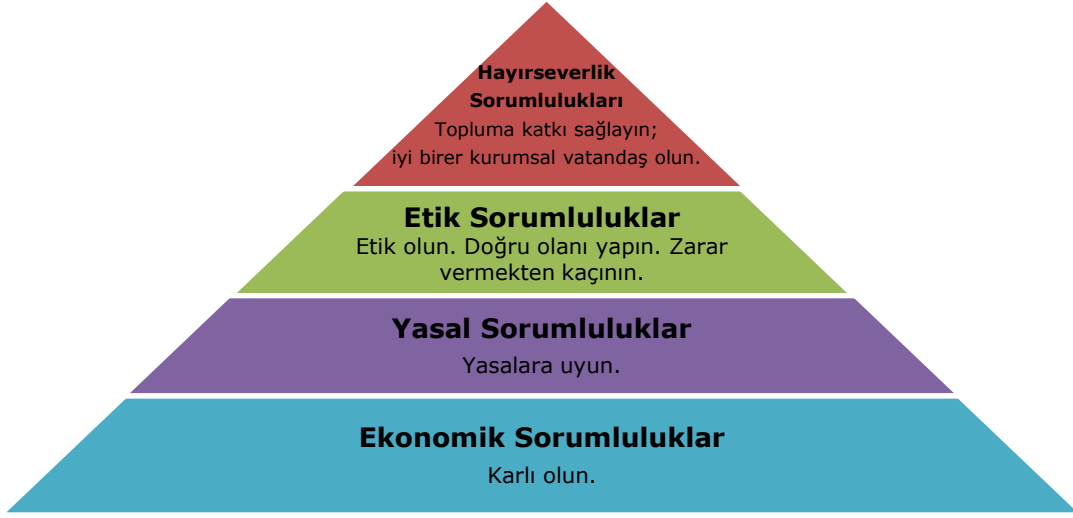 Hayırseverlik
Sorumlulukları
Topluma katkı sağlayın;
iyi birer kurumsal vatandaş olun.
Etik Sorumluluklar
Etik olun. Doğru olanı yapın. Zarar
vermekten kaçının.
Yasal Sorumluluklar
Yasalara uyun.
Ekonomik Sorumluluklar
Karlı olun.